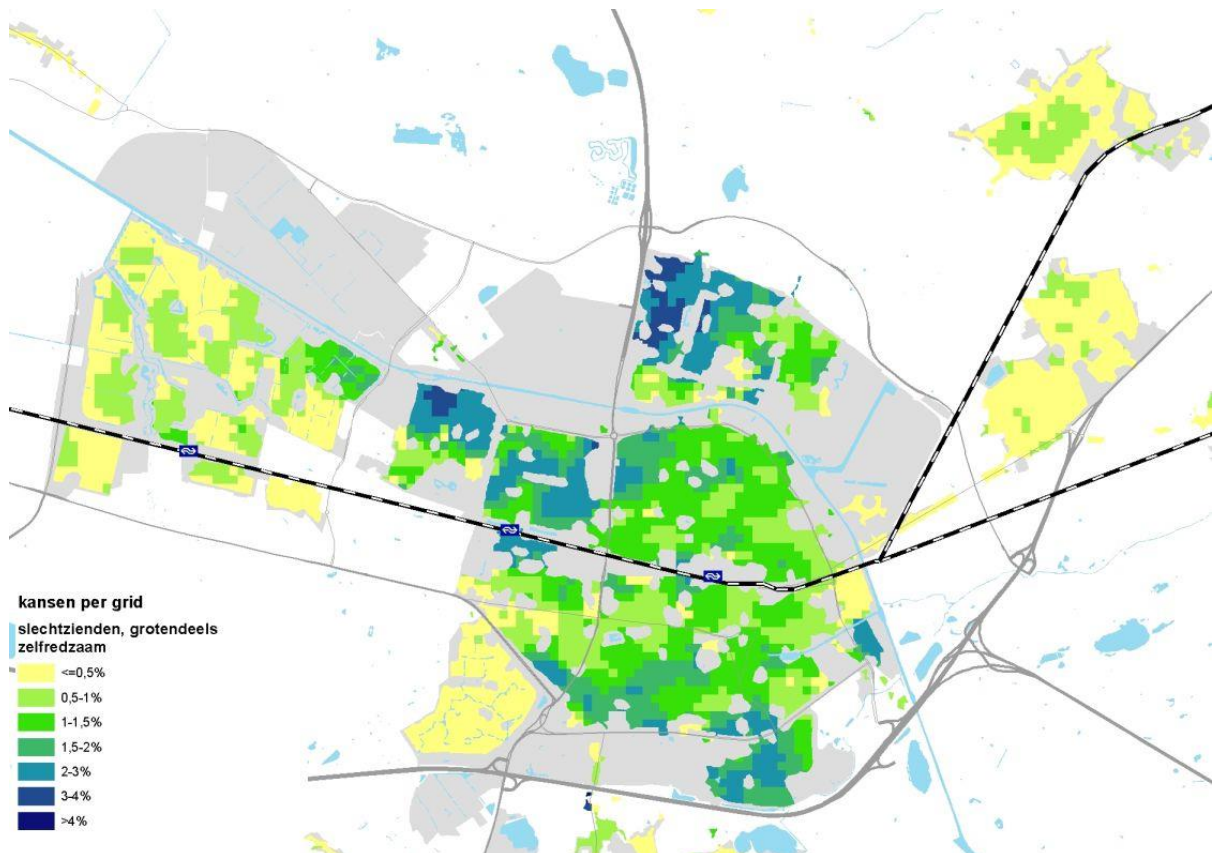 kansen per grid
slechtzienden, grotendeels
zelfredzaam
<=0,5%
0,5-1%
1-1,5%
1,5-2%
2-3%
3-4%
>4%